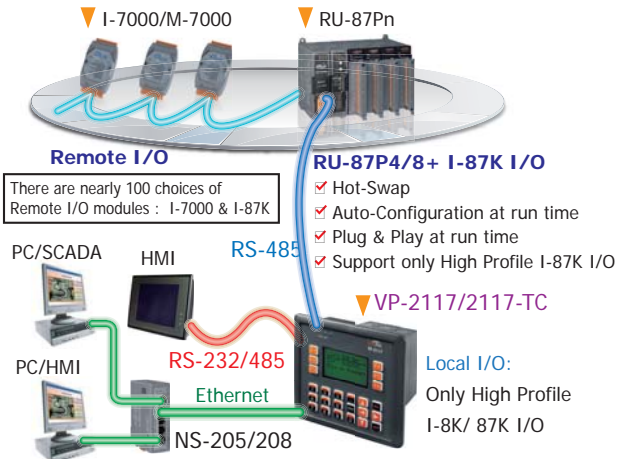 I-7000/M-7000
RU-87Pn
Remote I/O
There are nearly 100 choices of
Remote I/O modules : I-7000 & I-87K
RU-87P4/8+ I-87K I/O
Hot-Swap
Auto-Configuration at run time
Plug & Play at run time
Support only High Profile I-87K I/O
RS-485
PC/SCADA
HMI
VP-2117/2117-TC
RS-232/485
PC/HMI
Ethernet
NS-205/208
Local I/O:
Only High Profile
I-8K/ 87K I/O